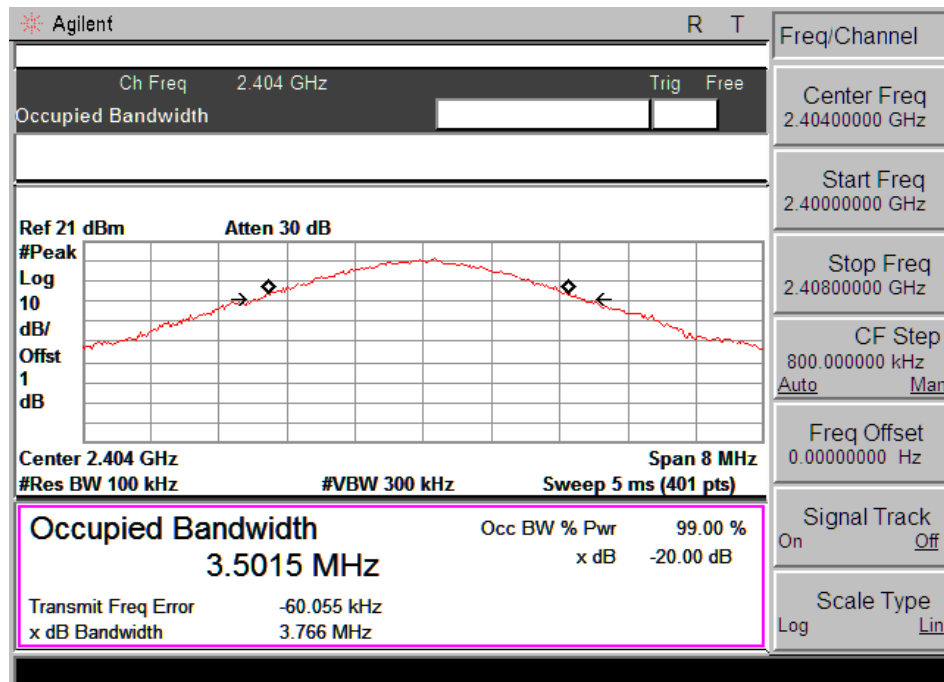 Agilent R T
Ch Freq 2.404 GHz Trig Free
Occupied Bandwidth
Ref 21 dBm Atten 30 dB
#Peak
Log
10
dB/
Offst
1
dB
Center 2.404 GHz Span 8 MHz
#Res BW 100 kHz #VBW 300 kHz Sweep 5 ms (401 pts)
Occupied Bandwidth Occ BW % Pwr 99.00 %
3.5015 MHz x dB -20.00 dB
Transmit Freq Error -60.055 kHz
x dB Bandwidth 3.766 MHz
Freq/Channel
Center Freq
2.40400000 GHz
Start Freq
2.40000000 GHz
Stop Freq
2.40800000 GHz
CF Step
800.000000 kHz
Auto Man
Freq Offset
0.00000000 Hz
Signal Track
On Off
Scale Type
Log Lin